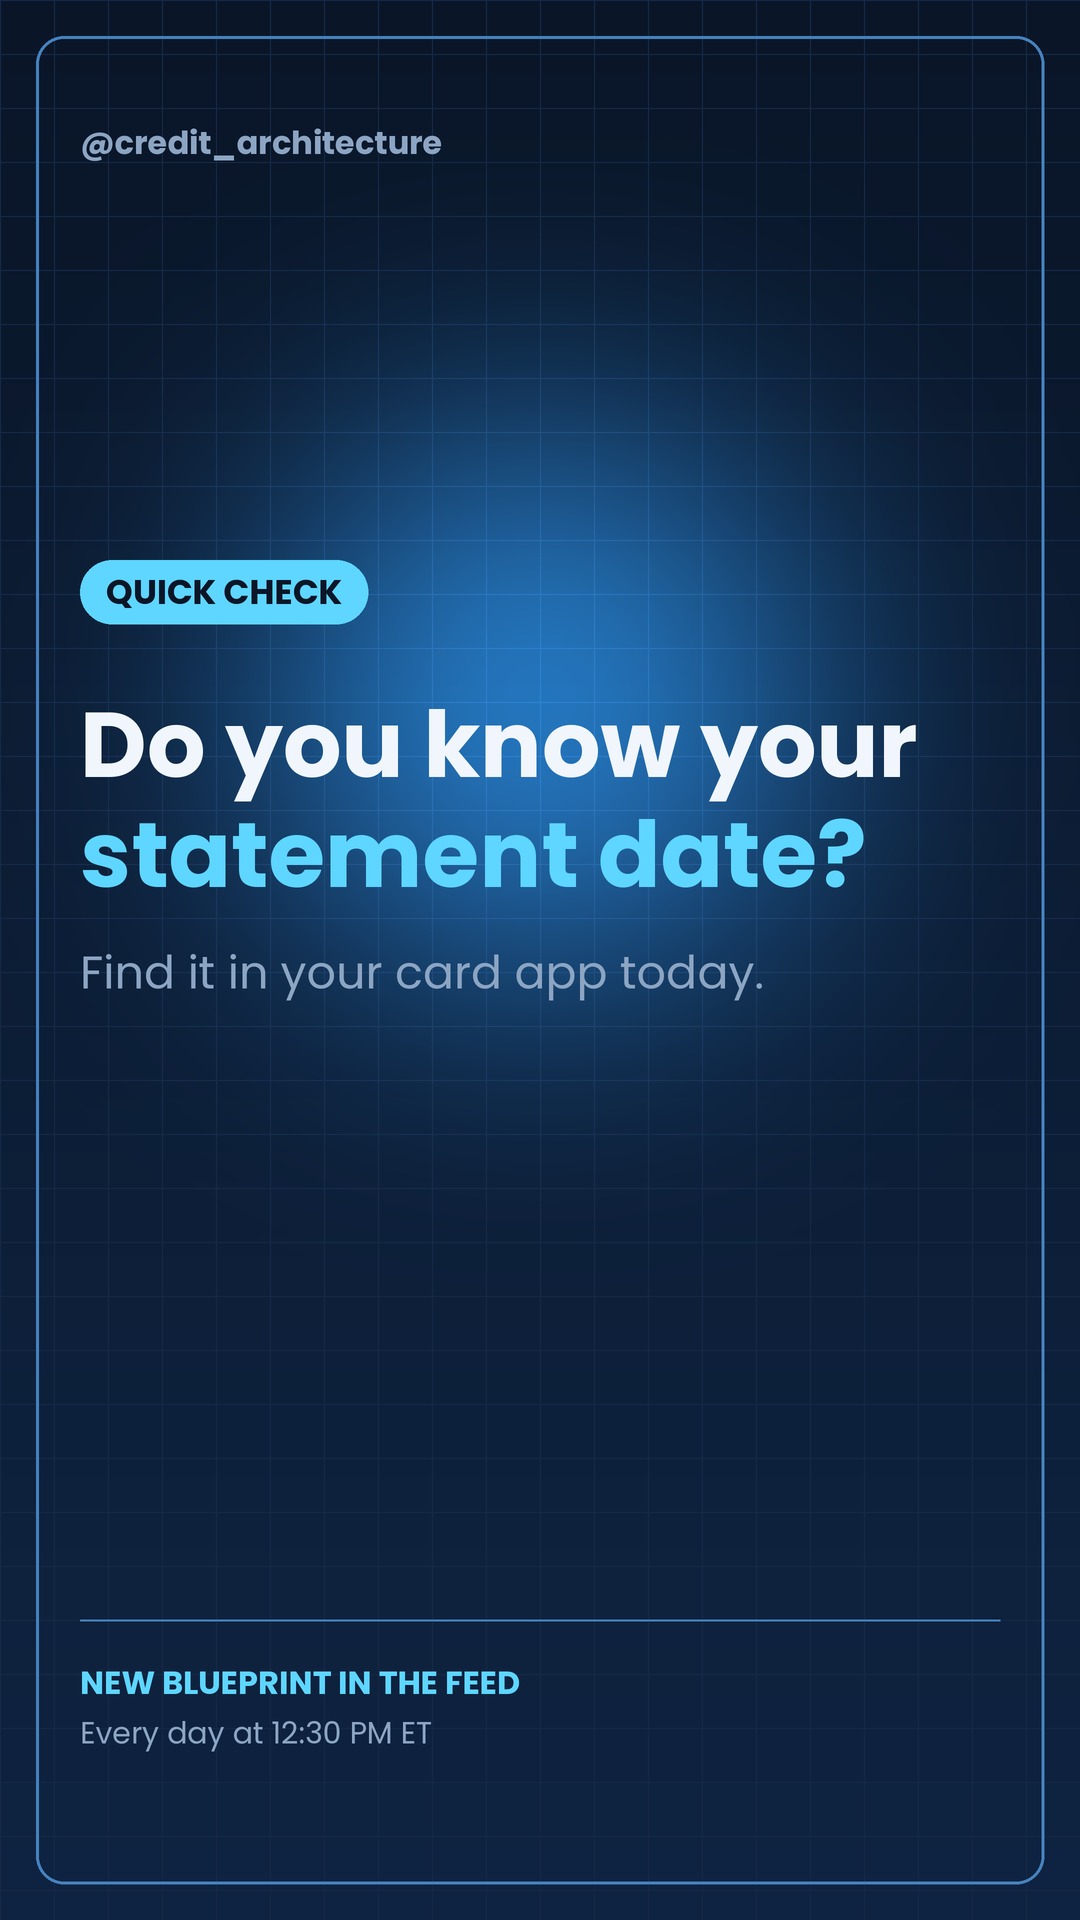 @credit_architecture
QUICK CHECK
Do you know your
statement date?
Find it in your card app today.
NEW BLUEPRINT IN THE FEED
Every day at 12:30 PM ET